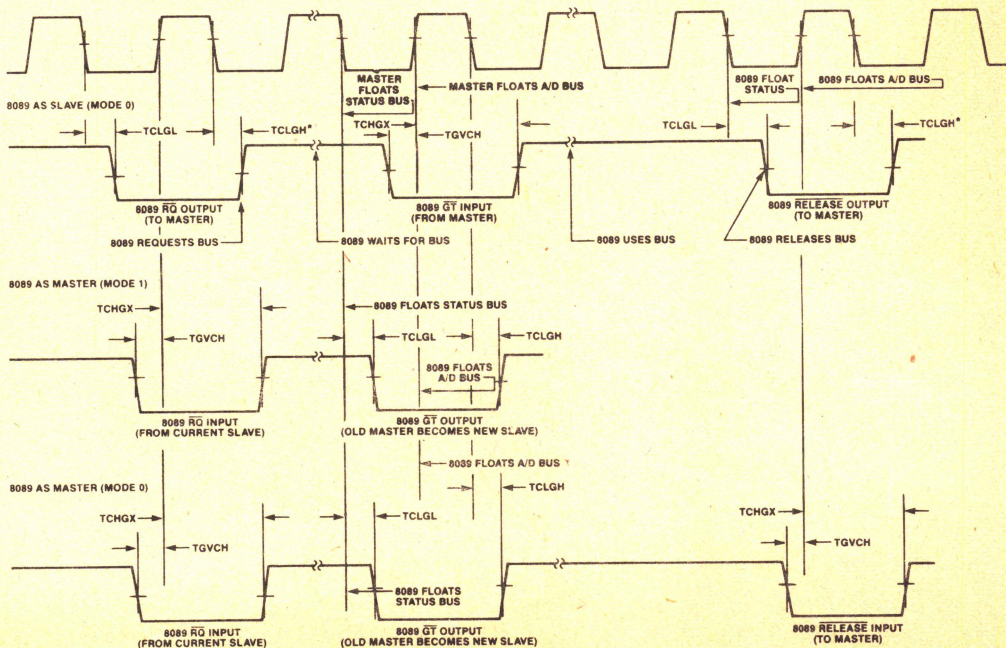 MASTER
FLOATS
STATUS BUS
MASTER FLOATS A/D BUS
8089 FLOAT
STATUS
8089 FLOATS A/D BUS
8089 AS SLAVE (MODE 0)
TCLGL
TCLGH*
TCHGX
TGVCH
TCLGL
TCLGH*
8089 RQ OUTPUT
(TO MASTER)
8089 GT INPUT
(FROM MASTER)
8089 RELEASE OUTPUT
(TO MASTER)
8089 REQUESTS BUS
8089 WAITS FOR BUS
8089 USES BUS
8089 RELEASES BUS
8089 AS MASTER (MODE 1)
TCHGX
TGVCH
8089 FLOATS STATUS BUS
TCLGL
TCLGH
8089 FLOATS
A/D BUS
8089 RQ INPUT
(FROM CURRENT SLAVE)
8089 GT OUTPUT
(OLD MASTER BECOMES NEW SLAVE)
8089 FLOATS A/D BUS
8089 AS MASTER (MODE 0)
TCLGH
TCHGX
TGVCH
TCLGL
TCHGX
TGVCH
8089 FLOATS
STATUS BUS
8089 RQ INPUT
(FROM CURRENT SLAVE)
8089 GT OUTPUT
(OLD MASTER BECOMES NEW SLAVE)
8089 RELEASE INPUT
(TO MASTER)